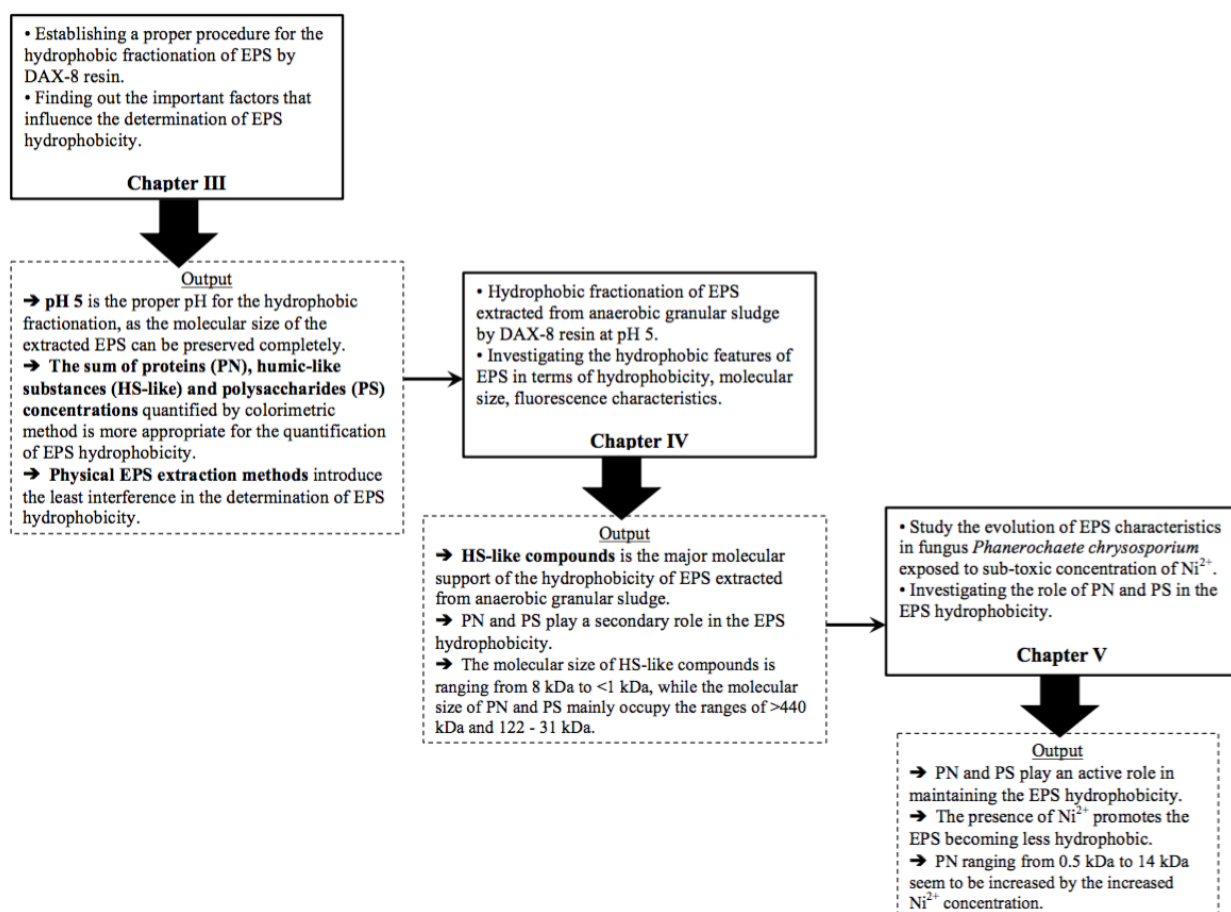 • Establishing a proper procedure for the
hydrophobic fractionation of EPS by
DAX-8 resin.
• Finding out the important factors that
influence the determination of EPS
hydrophobicity.
Chapter III
Output
➔ pH 5 is the proper pH for the hydrophobic
fractionation, as the molecular size of the
extracted EPS can be preserved completely.
➔ The sum of proteins (PN), humic-like
substances (HS-like) and polysaccharides (PS)
concentrations quantified by colorimetric
method is more appropriate for the quantification
of EPS hydrophobicity.
➔ Physical EPS extraction methods introduce
the least interference in the determination of EPS
hydrophobicity.
• Hydrophobic fractionation of EPS
extracted from anaerobic granular sludge
by DAX-8 resin at pH 5.
• Investigating the hydrophobic features of
EPS in terms of hydrophobicity, molecular
size, fluorescence characteristics.
Chapter IV
Output
➔ HS-like compounds is the major molecular
support of the hydrophobicity of EPS extracted
from anaerobic granular sludge.
➔ PN and PS play a secondary role in the EPS
hydrophobicity.
➔ The molecular size of HS-like compounds is
ranging from 8 kDa to <1 kDa, while the molecular
size of PN and PS mainly occupy the ranges of >440
kDa and 122 - 31 kDa.
• Study the evolution of EPS characteristics
in fungus Phanerochaete chrysosporium
exposed to sub-toxic concentration of Ni²⁺.
• Investigating the role of PN and PS in the
EPS hydrophobicity.
Chapter V
Output
➔ PN and PS play an active role in
maintaining the EPS hydrophobicity.
➔ The presence of Ni²⁺ promotes the
EPS becoming less hydrophobic.
➔ PN ranging from 0.5 kDa to 14 kDa
seem to be increased by the increased
Ni²⁺ concentration.